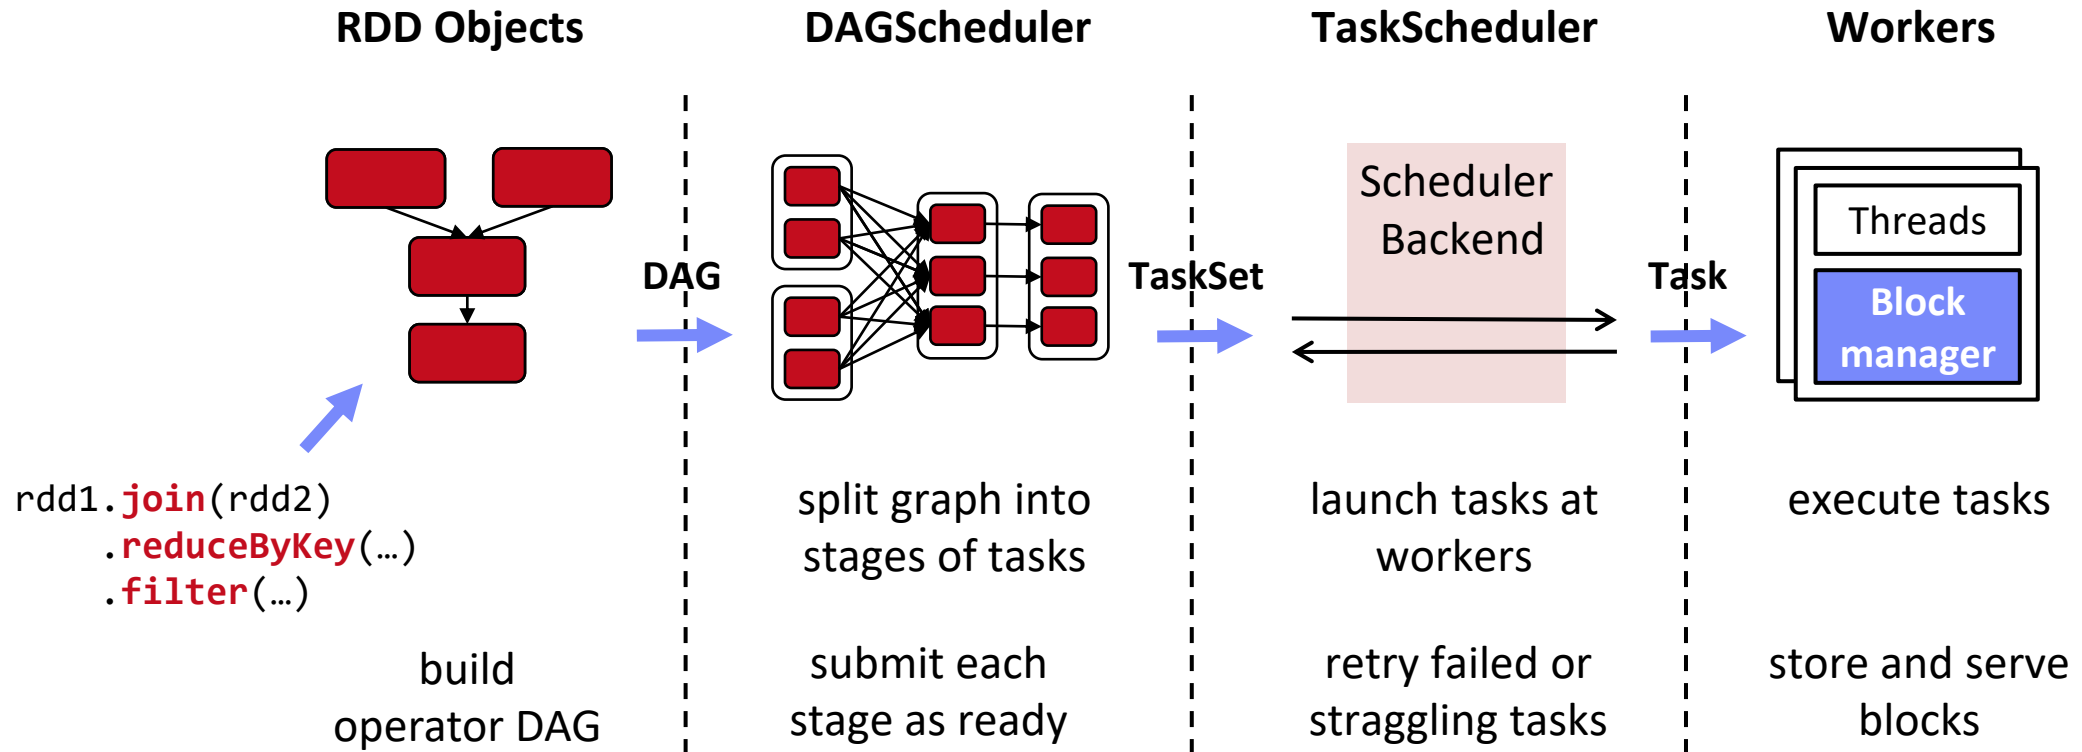 RDD Objects
DAGScheduler
TaskScheduler
Workers
DAG
TaskSet
Task
Scheduler
Backend
Threads
Block
manager
rdd1.join(rdd2)
.reduceByKey(…)
.filter(…)
build
operator DAG
split graph into
stages of tasks
submit each
stage as ready
launch tasks at
workers
retry failed or
straggling tasks
execute tasks
store and serve
blocks